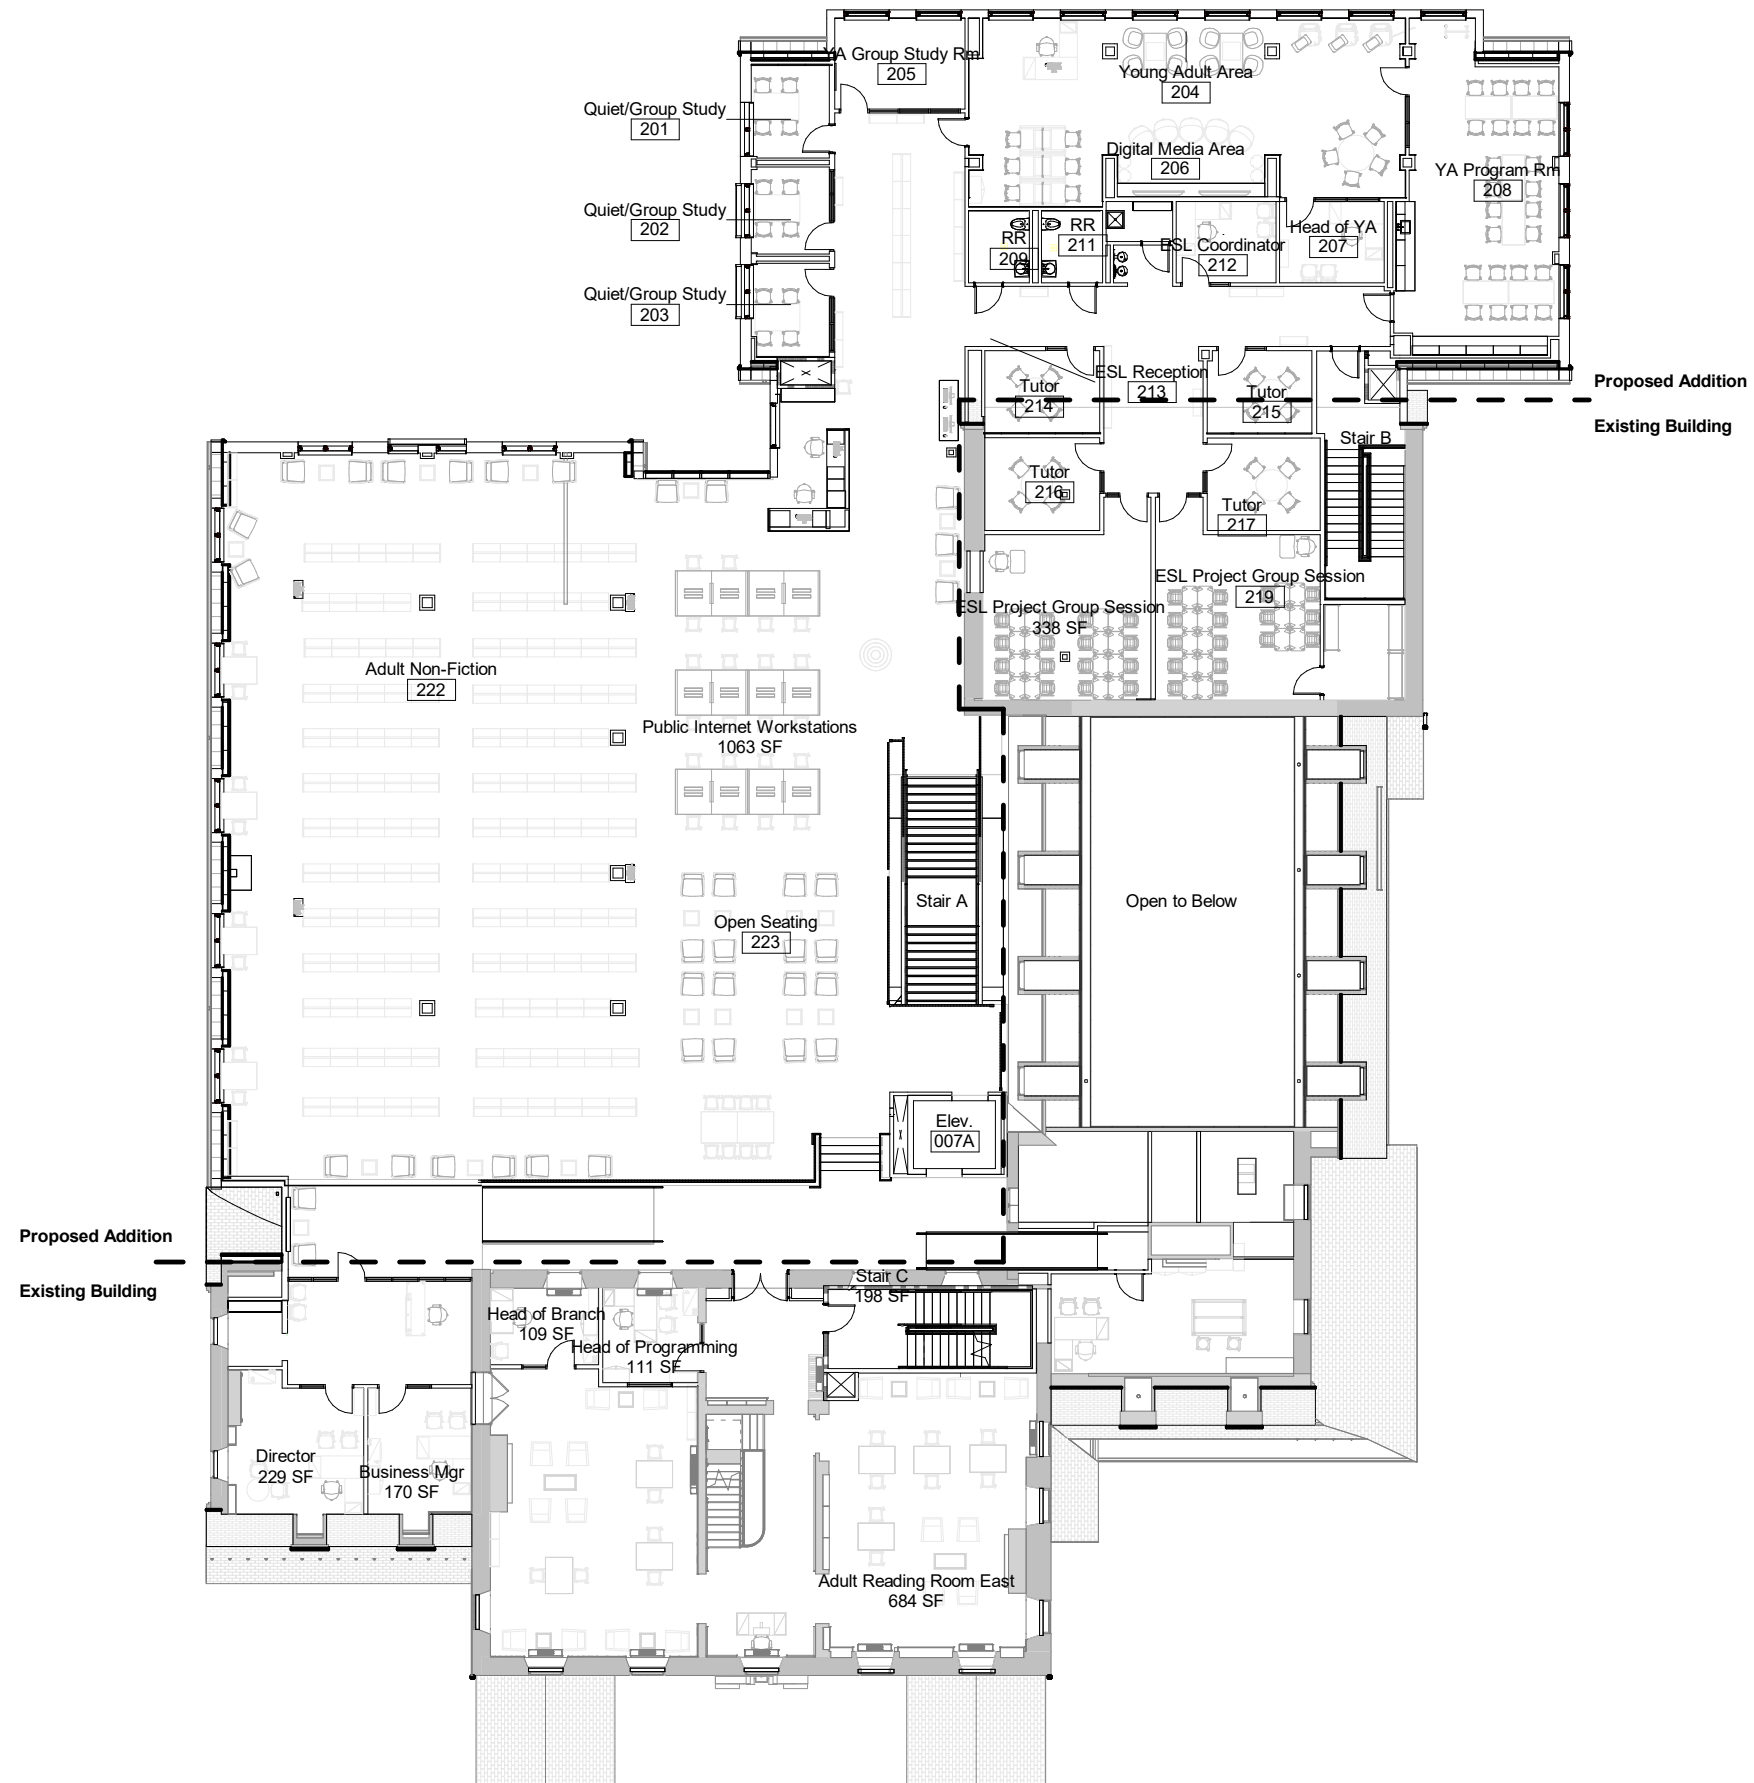 YA Group Study Rm
205
Young Adult Area
204
Quiet/Group Study
201
Digital Media Area
206
YA Program Rm
208
Quiet/Group Study
202
RR
209
RR
211
ESL Coordinator
212
Head of YA
207
Quiet/Group Study
203
ESL Reception
213
Tutor
214
Tutor
215
Proposed Addition
Existing Building
Stair B
Tutor
216
Tutor
217
ESL Project Group Session
219
ESL Project Group Session
338 SF
Adult Non-Fiction
222
Public Internet Workstations
1063 SF
Stair A
Open to Below
Open Seating
223
Elev.
007A
Proposed Addition
Existing Building
Stair C
198 SF
Head of Branch
109 SF
Head of Programming
111 SF
Director
229 SF
Business Mgr
170 SF
Adult Reading Room East
684 SF